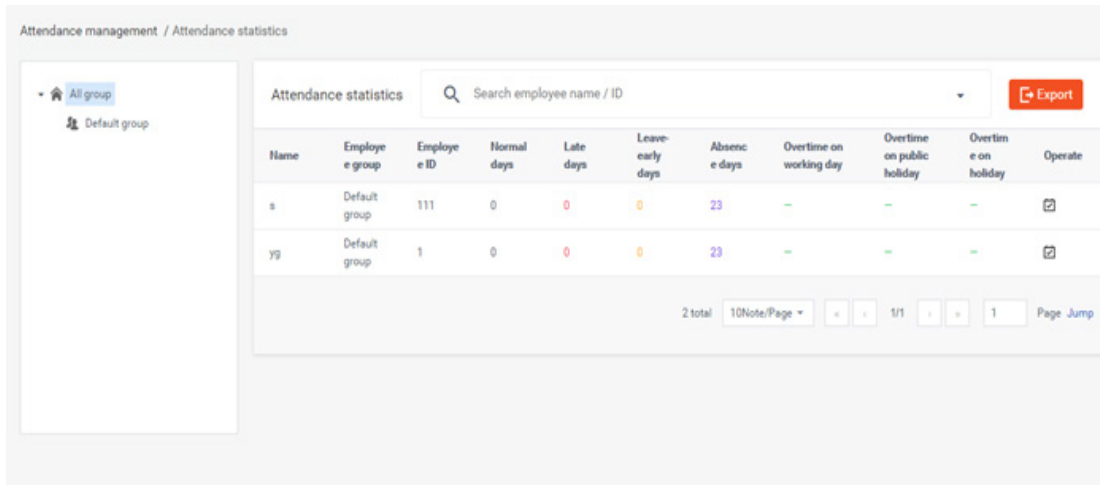 Attendance management / Attendance statistics
All group
Default group
Attendance statistics
Search employee name / ID
Export
Name
Employe
e group
Employe
e ID
Normal
days
Late
days
Leave-
early
days
Absenc
e days
Overtime on
working day
Overtime
on public
holiday
Overtim
e on
holiday
Operate
s
Default
group
111
0
0
0
23
–
–
–
yg
Default
group
1
0
0
0
23
–
–
–
2 total
10Note/Page
«
‹
1/1
›
»
1
Page Jump